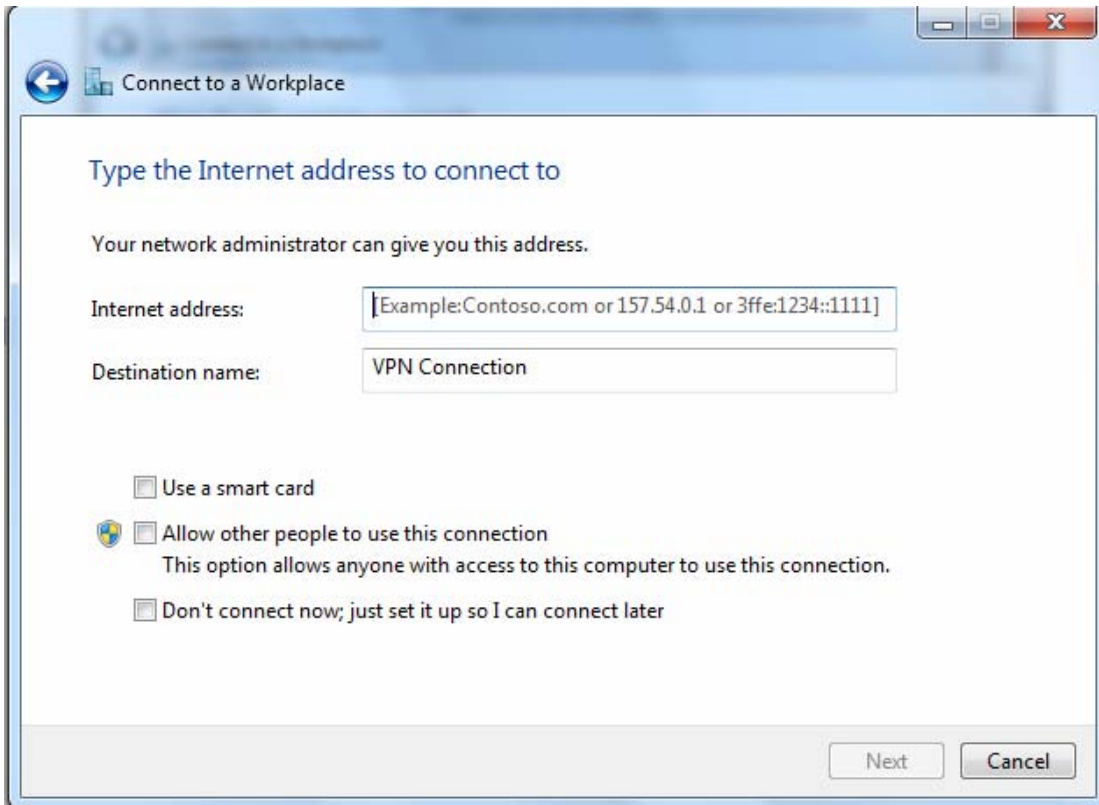 Connect to a Workplace
Type the Internet address to connect to
Your network administrator can give you this address.
Internet address:
[Example:Contoso.com or 157.54.0.1 or 3ffe:1234::1111]
Destination name:
VPN Connection
Use a smart card
Allow other people to use this connection
This option allows anyone with access to this computer to use this connection.
Don't connect now; just set it up so I can connect later
Next
Cancel